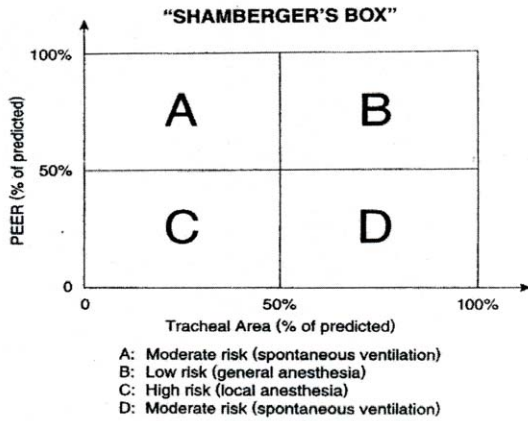 "SHAMBERGER'S BOX"
100%
A
B
50%
PEER (% of predicted)
C
D
0
0 50% 100%
Tracheal Area (% of predicted)
A: Moderate risk (spontaneous ventilation)
B: Low risk (general anesthesia)
C: High risk (local anesthesia)
D: Moderate risk (spontaneous ventilation)